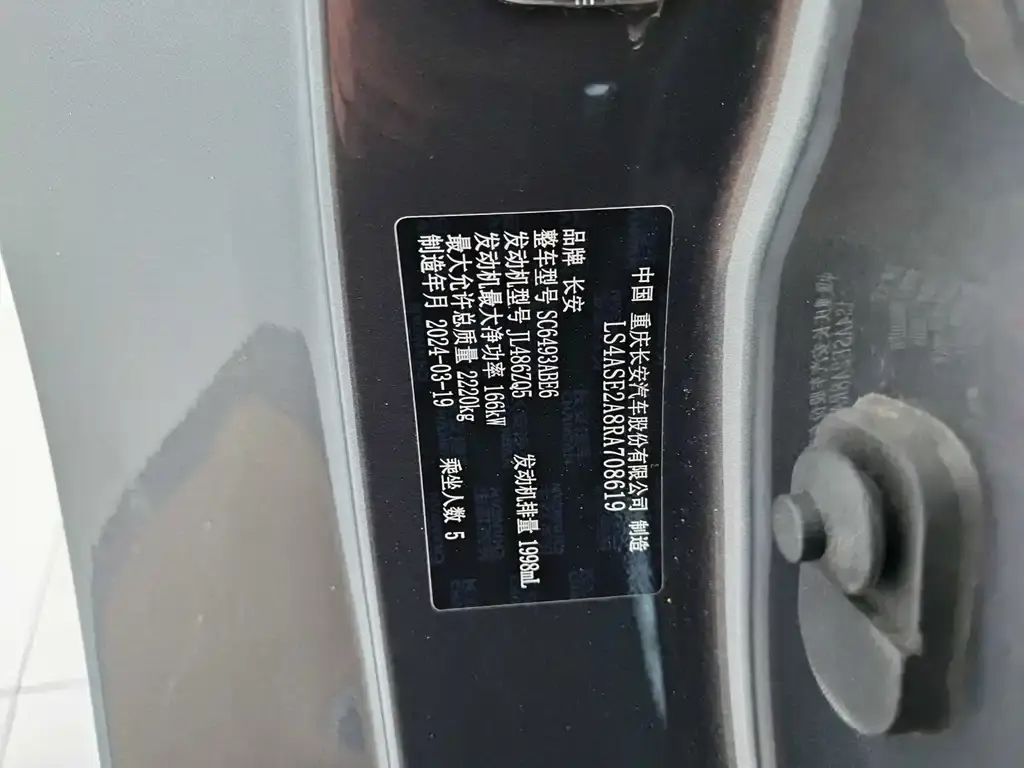 中国 重庆长安汽车股份有限公司 制造
LS4ASE2A8RA708619
品牌 长安
整车型号 SC6493ABE6
发动机型号 JL486ZQ5 发动机排量 1998mL
发动机最大净功率 166kW
最大允许总质量 2220kg
制造年月 2024-03-19 乘坐人数 5